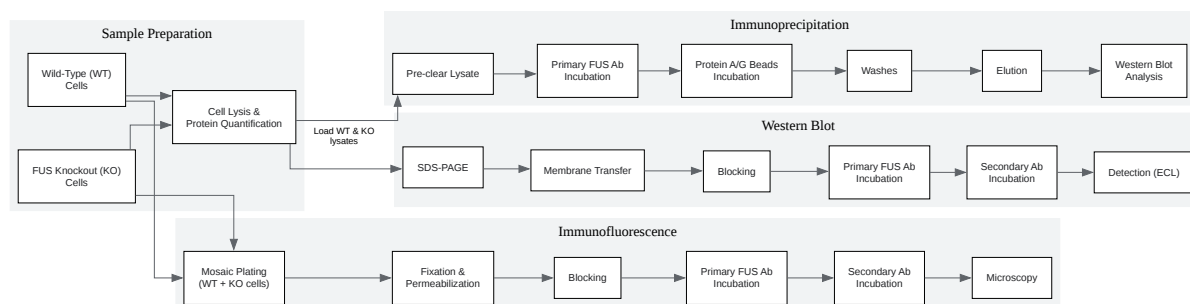 Sample Preparation
Wild-Type (WT)
Cells
FUS Knockout (KO)
Cells
Cell Lysis &
Protein Quantification
Load WT & KO
lysates
Immunoprecipitation
Pre-clear Lysate
Primary FUS Ab
Incubation
Protein A/G Beads
Incubation
Washes
Elution
Western Blot
Analysis
Western Blot
SDS-PAGE
Membrane Transfer
Blocking
Primary FUS Ab
Incubation
Secondary Ab
Incubation
Detection (ECL)
Immunofluorescence
Mosaic Plating
(WT + KO cells)
Fixation &
Permeabilization
Blocking
Primary FUS Ab
Incubation
Secondary Ab
Incubation
Microscopy